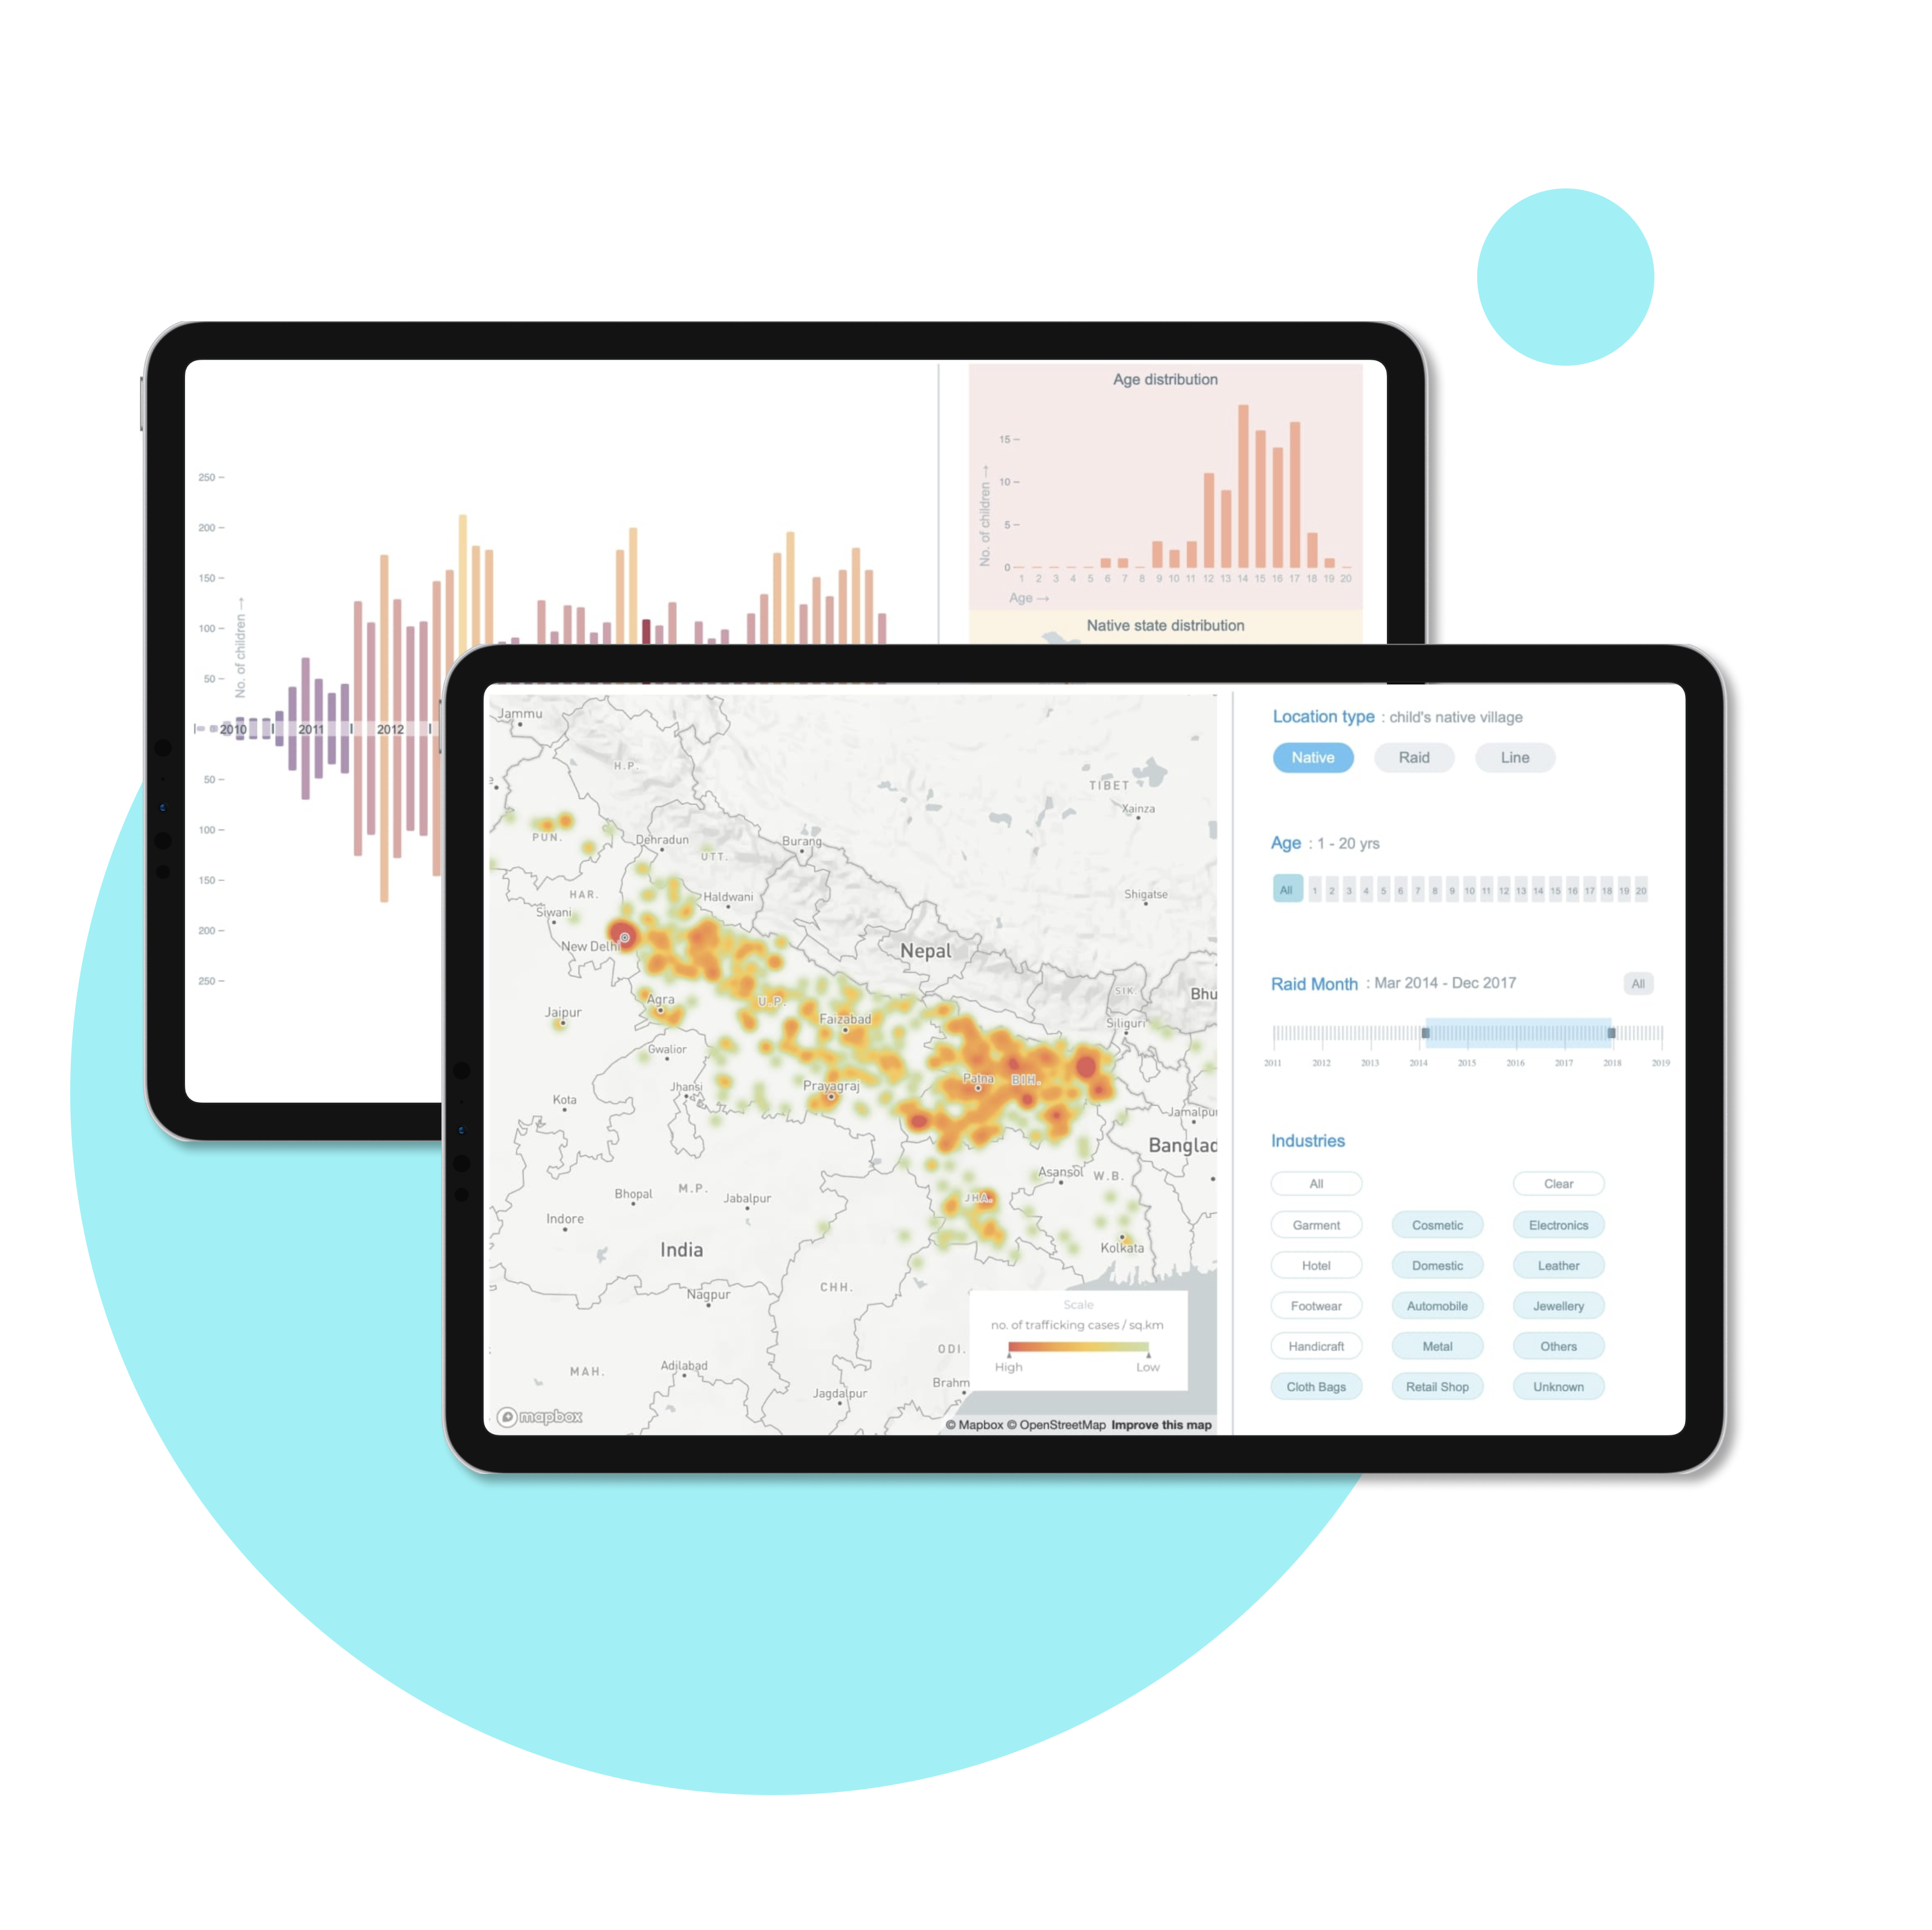 250
200
150
100
50
No. of children →
2010
2011
2012
50
100
150
200
250
Age distribution
15
10
5
0
No. of children →
1 2 3 4 5 6 7 8 9 10 11 12 13 14 15 16 17 18 19 20
Age →
Native state distribution
Jammu
H.P.
TIBET
Xainza
PUN.
Dehradun
UTT.
Burang
HAR.
Haldwani
Shigatse
Siwani
New Delhi
Nepal
SIK.
Bhu
Agra
U.P.
Jaipur
Faizabad
Siliguri
Gwalior
Patna
BIH.
Jhansi
Prayagraj
Kota
Jamalpur
Banglad
Asansol
W.B.
Bhopal
M.P.
Jabalpur
JHA.
Indore
India
Kolkata
CHH.
Nagpur
ODI.
MAH.
Adilabad
Jagdalpur
Brahm
Scale
no. of trafficking cases / sq.km
High
Low
mapbox
© Mapbox © OpenStreetMap Improve this map
Location type : child's native village
Native
Raid
Line
Age : 1 - 20 yrs
All 1 2 3 4 5 6 7 8 9 10 11 12 13 14 15 16 17 18 19 20
Raid Month : Mar 2014 - Dec 2017
All
2011 2012 2013 2014 2015 2016 2017 2018 2019
Industries
All
Clear
Garment
Cosmetic
Electronics
Hotel
Domestic
Leather
Footwear
Automobile
Jewellery
Handicraft
Metal
Others
Cloth Bags
Retail Shop
Unknown